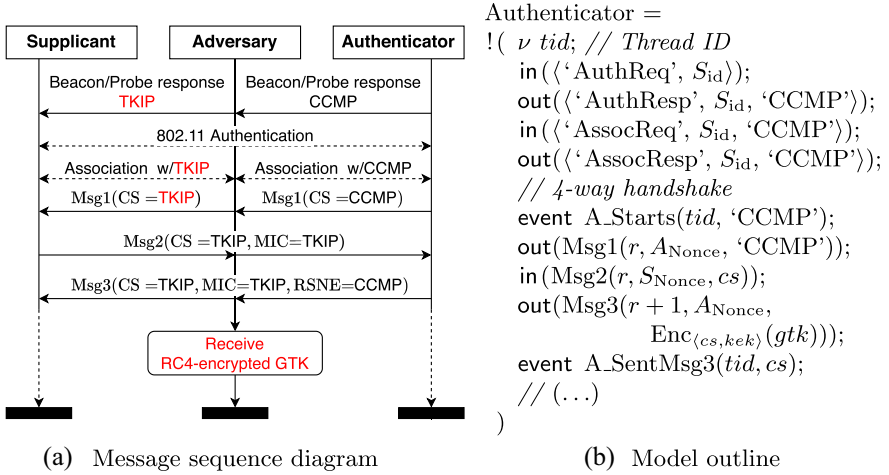 Supplicant
Adversary
Authenticator
Beacon/Probe response
TKIP
Beacon/Probe response
CCMP
802.11 Authentication
Association w/TKIP
Association w/CCMP
Msg1(CS =TKIP)
Msg1(CS =CCMP)
Msg2(CS =TKIP, MIC=TKIP)
Msg3(CS =TKIP, MIC=TKIP, RSNE=CCMP)
Receive
RC4-encrypted GTK
(a) Message sequence diagram
Authenticator =
!( ν tid; // Thread ID
in(⟨‘AuthReq’, S_id⟩);
out(⟨‘AuthResp’, S_id, ‘CCMP’⟩);
in(⟨‘AssocReq’, S_id, ‘CCMP’⟩);
out(⟨‘AssocResp’, S_id, ‘CCMP’⟩);
// 4-way handshake
event A_Starts(tid, ‘CCMP’);
out(Msg1(r, A_Nonce, ‘CCMP’));
in(Msg2(r, S_Nonce, cs));
out(Msg3(r + 1, A_Nonce,
Enc_⟨cs,kek⟩(gtk)));
event A_SentMsg3(tid, cs);
// (...)
)
(b) Model outline